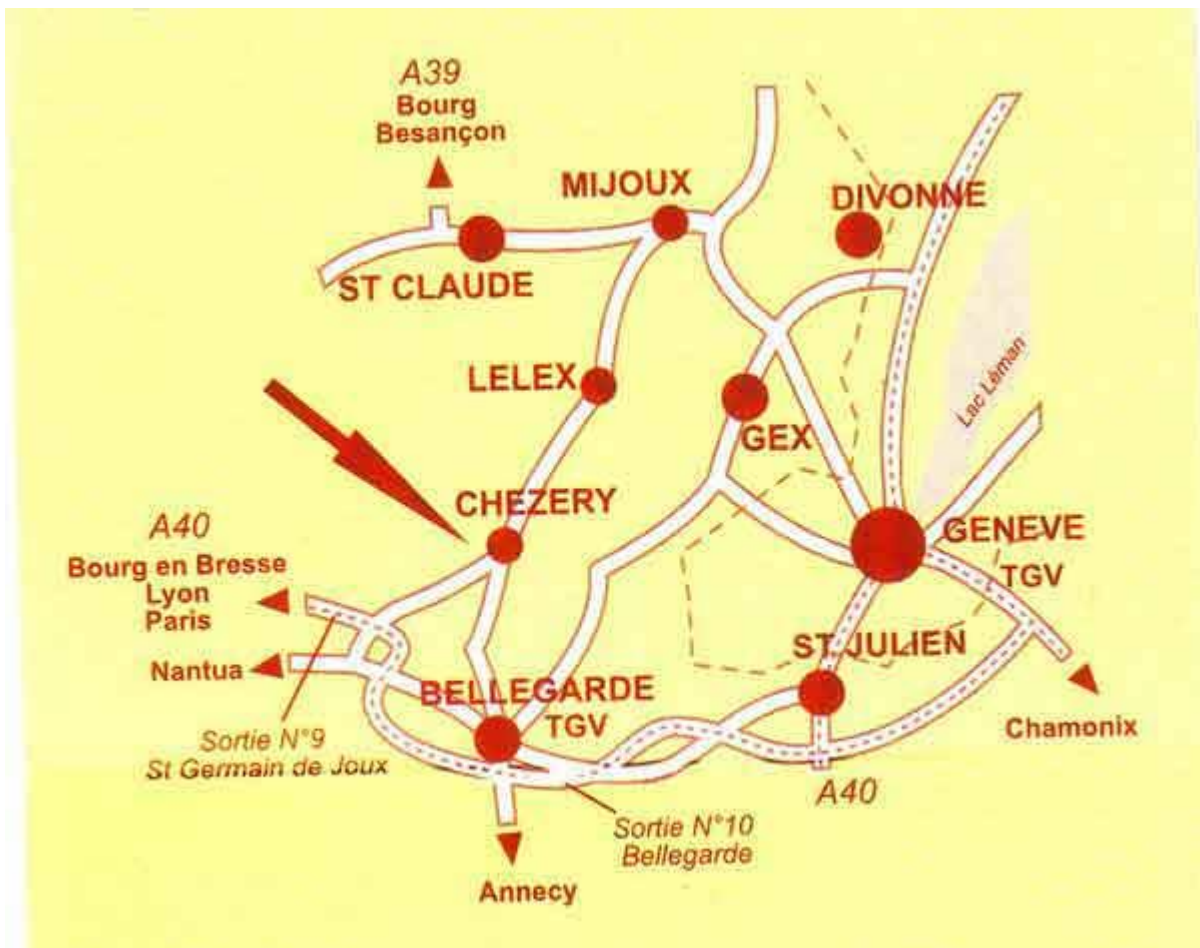 A39
Bourg
Besançon
MIJOUX
DIVONNE
ST CLAUDE
LELEX
Lac Léman
GEX
CHEZERY
A40
Bourg en Bresse
Lyon
Paris
GENEVE
TGV
Nantua
ST JULIEN
BELLEGARDE
TGV
Chamonix
Sortie N°9
St Germain de Joux
A40
Sortie N°10
Bellegarde
Annecy